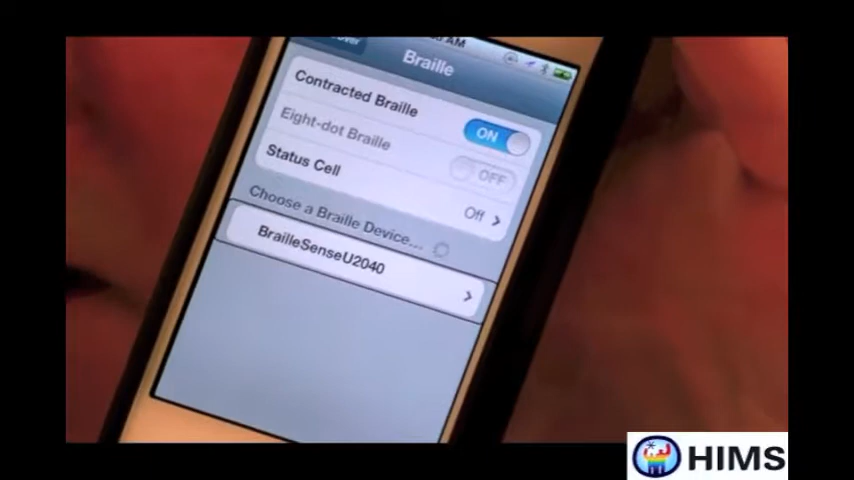 Braille
Contracted Braille
ON
Eight-dot Braille
OFF
Status Cell
Off
Choose a Braille Device...
BrailleSenseU2040
HIMS